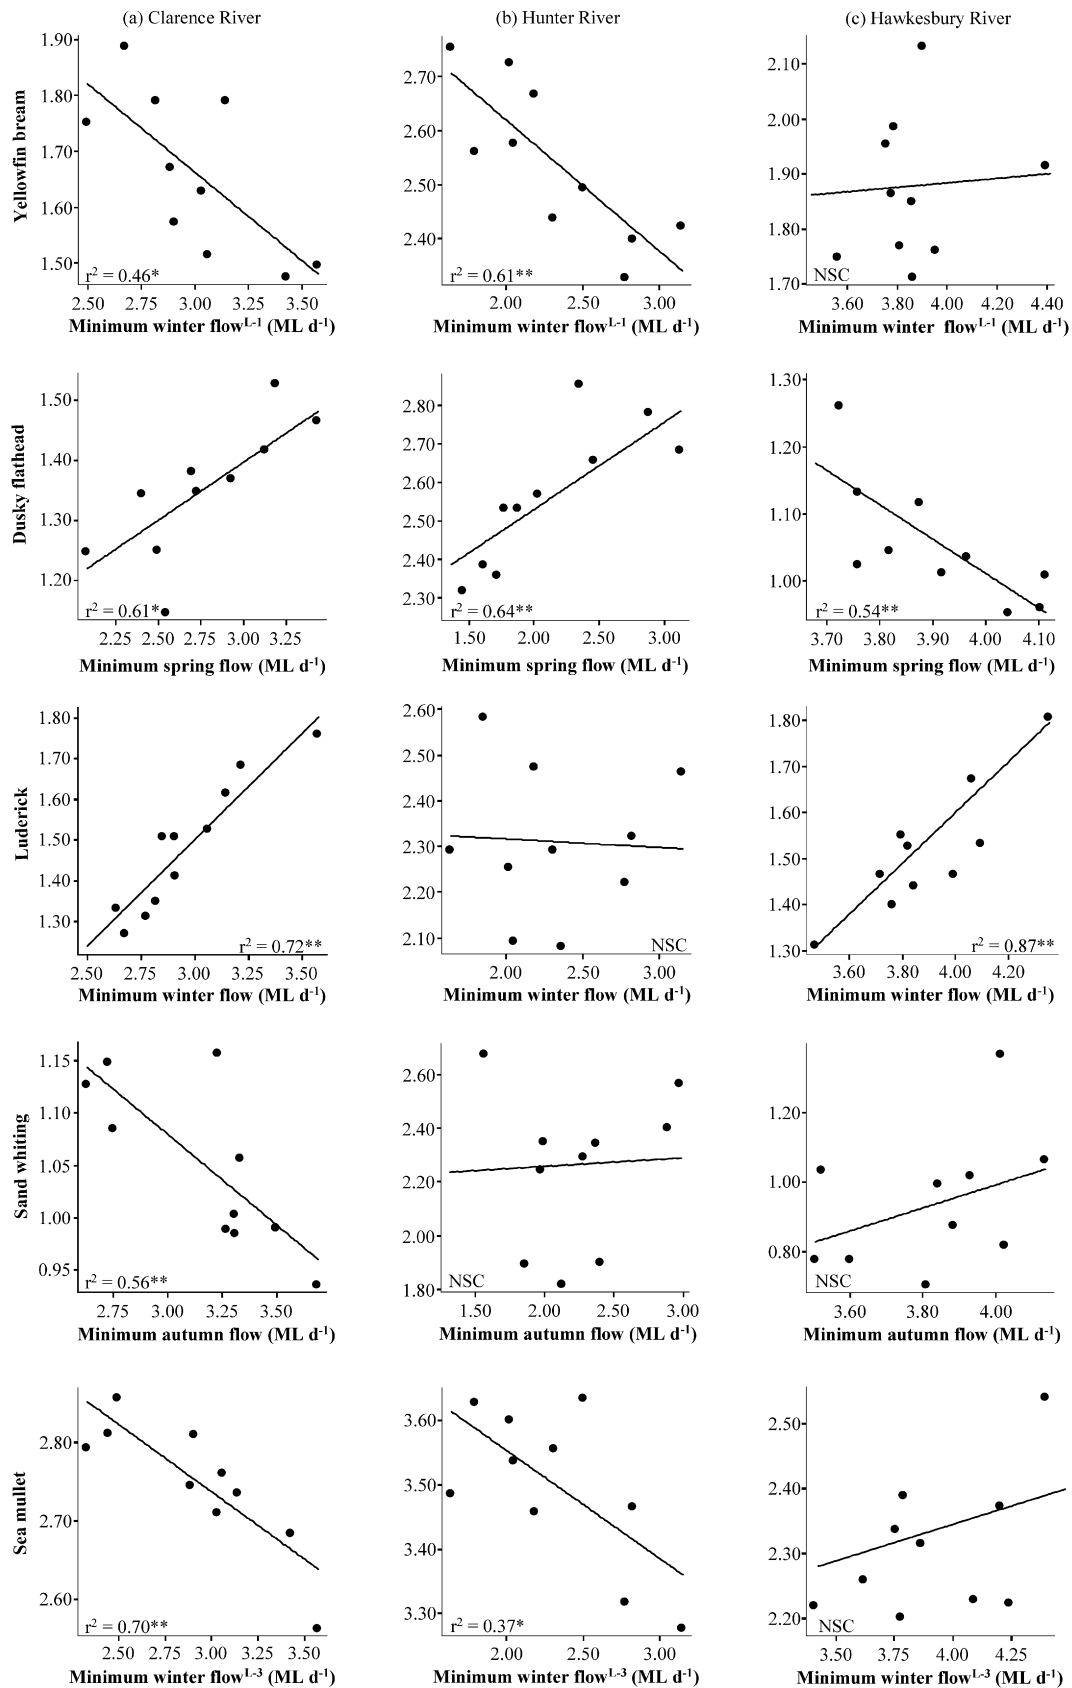 (a) Clarence River (b) Hunter River (c) Hawkesbury River
Yellowfin bream
1.90
1.80
1.70
1.60
1.50
r² = 0.46*
2.50 2.75 3.00 3.25 3.50
Minimum winter flow^L-1 (ML d⁻¹)
2.70
2.60
2.50
2.40
r² = 0.61**
2.00 2.50 3.00
Minimum winter flow^L-1 (ML d⁻¹)
2.10
2.00
1.90
1.80
1.70
NSC
3.60 3.80 4.00 4.20 4.40
Minimum winter flow^L-1 (ML d⁻¹)
Dusky flathead
1.50
1.40
1.30
1.20
r² = 0.61*
2.25 2.50 2.75 3.00 3.25
Minimum spring flow (ML d⁻¹)
2.80
2.70
2.60
2.50
2.40
2.30
r² = 0.64**
1.50 2.00 2.50 3.00
Minimum spring flow (ML d⁻¹)
1.30
1.20
1.10
1.00
r² = 0.54**
3.70 3.80 3.90 4.00 4.10
Minimum spring flow (ML d⁻¹)
Luderick
1.80
1.70
1.60
1.50
1.40
1.30
r² = 0.72**
2.50 2.75 3.00 3.25 3.50
Minimum winter flow (ML d⁻¹)
2.60
2.50
2.40
2.30
2.20
2.10
NSC
2.00 2.50 3.00
Minimum winter flow (ML d⁻¹)
1.80
1.70
1.60
1.50
1.40
1.30
r² = 0.87**
3.60 3.80 4.00 4.20
Minimum winter flow (ML d⁻¹)
Sand whiting
1.15
1.10
1.05
1.00
0.95
r² = 0.56**
2.75 3.00 3.25 3.50
Minimum autumn flow (ML d⁻¹)
2.60
2.40
2.20
2.00
1.80
NSC
1.50 2.00 2.50 3.00
Minimum autumn flow (ML d⁻¹)
1.20
1.00
0.80
NSC
3.60 3.80 4.00
Minimum autumn flow (ML d⁻¹)
Sea mullet
2.80
2.70
2.60
r² = 0.70**
2.50 2.75 3.00 3.25 3.50
Minimum winter flow^L-3 (ML d⁻¹)
3.60
3.50
3.40
3.30
r² = 0.37*
2.00 2.50 3.00
Minimum winter flow^L-3 (ML d⁻¹)
2.50
2.40
2.30
2.20
NSC
3.50 3.75 4.00 4.25
Minimum winter flow^L-3 (ML d⁻¹)